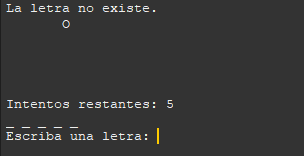 La letra no existe.
O
Intentos restantes: 5
_ _ _ _ _
Escriba una letra: